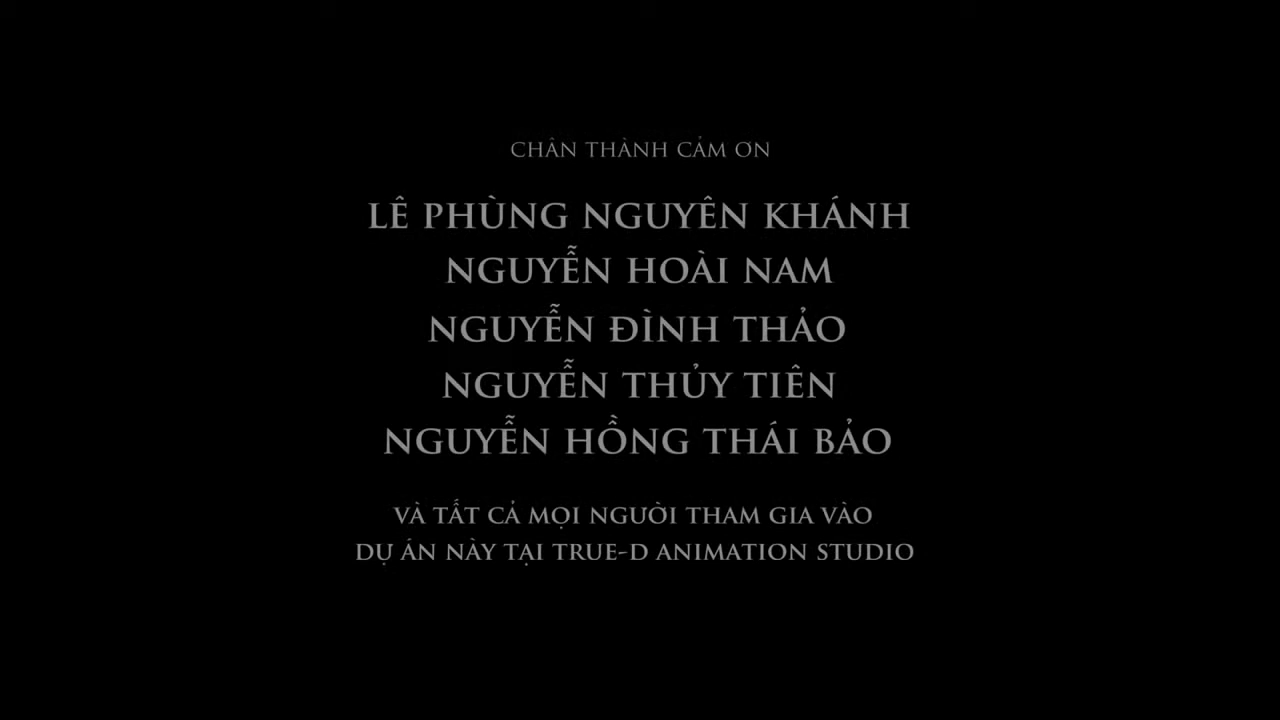 CHÂN THÀNH CẢM ƠN
LÊ PHÙNG NGUYÊN KHÁNH
NGUYỄN HOÀI NAM
NGUYỄN ĐÌNH THẢO
NGUYỄN THỦY TIÊN
NGUYỄN HỒNG THÁI BẢO
VÀ TẤT CẢ MỌI NGƯỜI THAM GIA VÀO
DỰ ÁN NÀY TẠI TRUE-D ANIMATION STUDIO